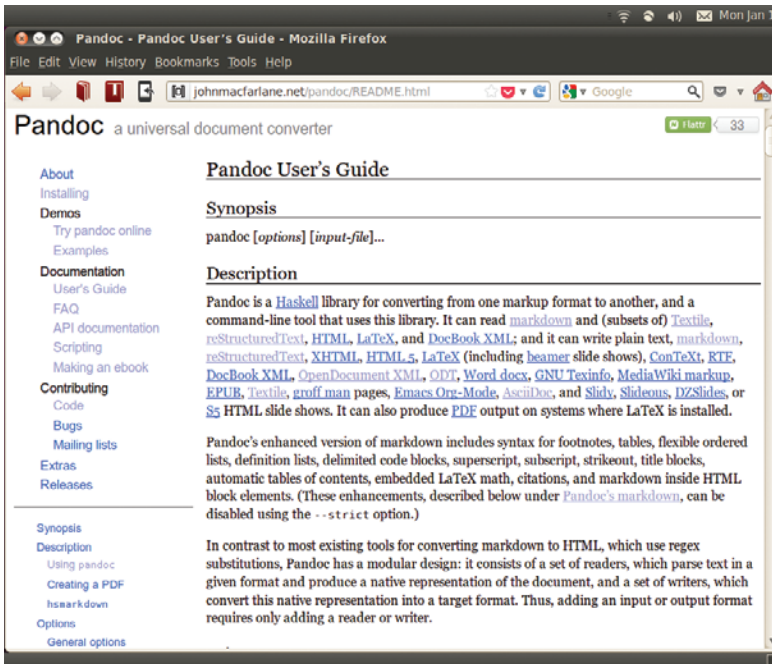 Mon Jan 1
Pandoc - Pandoc User's Guide - Mozilla Firefox
File Edit View History Bookmarks Tools Help
johnmacfarlane.net/pandoc/README.html
Google
Pandoc a universal document converter
Flattr 33
About
Installing
Demos
Try pandoc online
Examples
Documentation
User's Guide
FAQ
API documentation
Scripting
Making an ebook
Contributing
Code
Bugs
Mailing lists
Extras
Releases
Synopsis
Description
Using pandoc
Creating a PDF
hsmarkdown
Options
General options
Pandoc User's Guide
Synopsis
pandoc [options] [input-file]...
Description
Pandoc is a Haskell library for converting from one markup format to another, and a
command-line tool that uses this library. It can read markdown and (subsets of) Textile,
reStructuredText, HTML, LaTeX, and DocBook XML; and it can write plain text, markdown,
reStructuredText, XHTML, HTML 5, LaTeX (including beamer slide shows), ConTeXt, RTF,
DocBook XML, OpenDocument XML, ODT, Word docx, GNU Texinfo, MediaWiki markup,
EPUB, Textile, groff man pages, Emacs Org-Mode, AsciiDoc, and Slidy, Slideous, DZSlides, or
S5 HTML slide shows. It can also produce PDF output on systems where LaTeX is installed.
Pandoc's enhanced version of markdown includes syntax for footnotes, tables, flexible ordered
lists, definition lists, delimited code blocks, superscript, subscript, strikeout, title blocks,
automatic tables of contents, embedded LaTeX math, citations, and markdown inside HTML
block elements. (These enhancements, described below under Pandoc's markdown, can be
disabled using the --strict option.)
In contrast to most existing tools for converting markdown to HTML, which use regex
substitutions, Pandoc has a modular design: it consists of a set of readers, which parse text in a
given format and produce a native representation of the document, and a set of writers, which
convert this native representation into a target format. Thus, adding an input or output format
requires only adding a reader or writer.